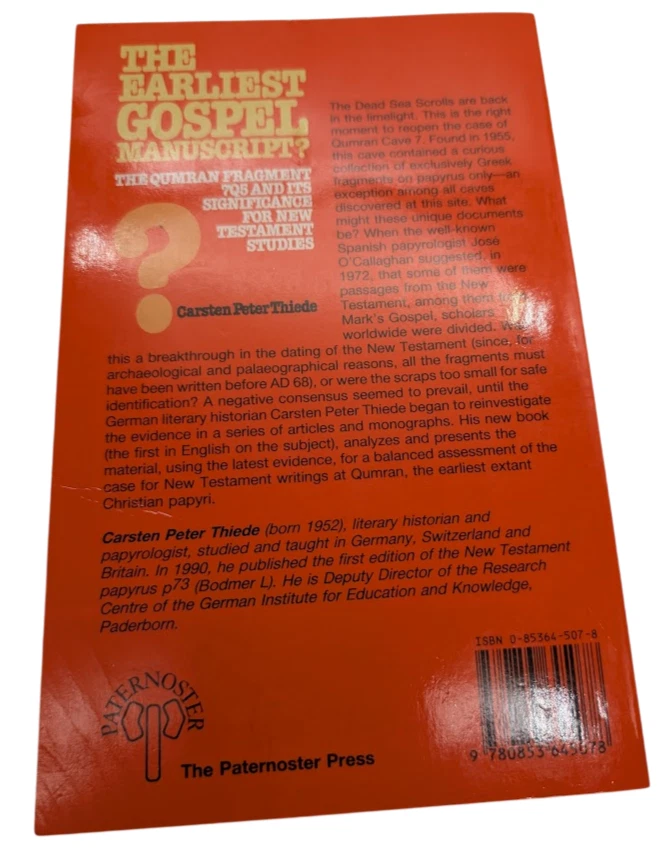 THE
EARLIEST
GOSPEL
MANUSCRIPT?
THE QUMRAN FRAGMENT
7Q5 AND ITS
SIGNIFICANCE
FOR NEW
TESTAMENT
STUDIES
?
Carsten Peter Thiede
The Dead Sea Scrolls are back
in the limelight. This is the right
moment to reopen the case of
Qumran Cave 7. Found in 1955,
this cave contained a curious
collection of exclusively Greek
fragments on papyrus only—an
exception among all caves
discovered at this site. What
might these unique documents
be? When the well-known
Spanish papyrologist José
O'Callaghan suggested, in
1972, that some of them were
passages from the New
Testament, among them
Mark's Gospel, scholars
worldwide were divided.
this a breakthrough in the dating of the New Testament (since, for
archaeological and palaeographical reasons, all the fragments must
have been written before AD 68), or were the scraps too small for safe
identification? A negative consensus seemed to prevail, until the
German literary historian Carsten Peter Thiede began to reinvestigate
the evidence in a series of articles and monographs. His new book
(the first in English on the subject), analyzes and presents the
material, using the latest evidence, for a balanced assessment of the
case for New Testament writings at Qumran, the earliest extant
Christian papyri.
Carsten Peter Thiede (born 1952), literary historian and
papyrologist, studied and taught in Germany, Switzerland and
Britain. In 1990, he published the first edition of the New Testament
papyrus p73 (Bodmer L). He is Deputy Director of the Research
Centre of the German Institute for Education and Knowledge,
Paderborn.
ISBN 0-85364-507-8
9 780853 645078
PATERNOSTER
The Paternoster Press